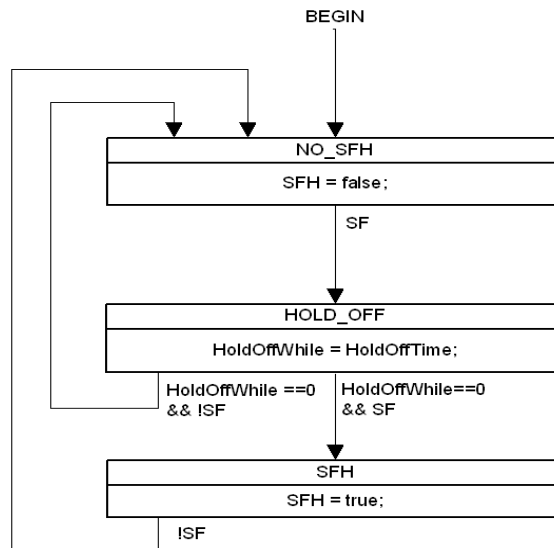 BEGIN
NO_SFH
SFH = false;
SF
HOLD_OFF
HoldOffWhile = HoldOffTime;
HoldOffWhile ==0
&& !SF
HoldOffWhile==0
&& SF
SFH
SFH = true;
!SF